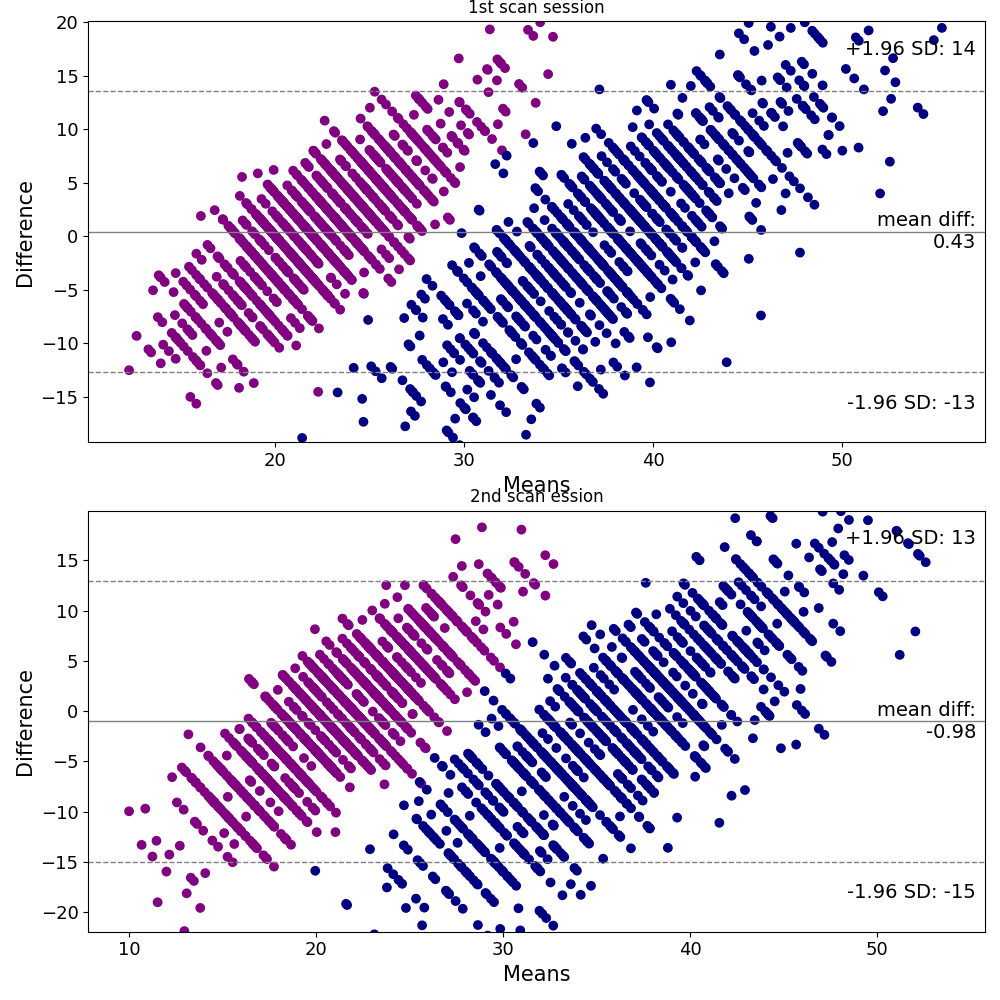 1st scan session
20
15
10
5
0
−5
−10
−15
Difference
+1.96 SD: 14
mean diff:
0.43
-1.96 SD: -13
20
30
40
50
Means
2nd scan ession
15
10
5
0
−5
−10
−15
−20
Difference
+1.96 SD: 13
mean diff:
-0.98
-1.96 SD: -15
10
20
30
40
50
Means